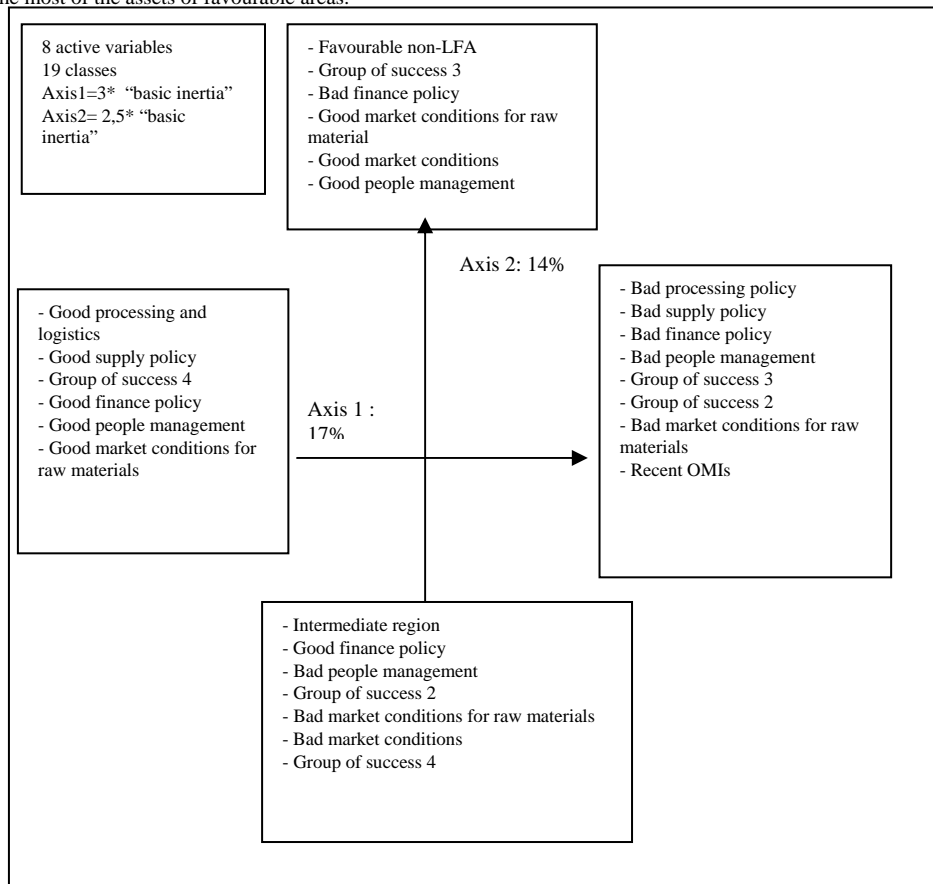 the most of the assets of favourable areas.
8 active variables
19 classes
Axis1=3* “basic inertia”
Axis2= 2,5* “basic
inertia”
- Favourable non-LFA
- Group of success 3
- Bad finance policy
- Good market conditions for raw
material
- Good market conditions
- Good people management
Axis 2: 14%
- Good processing and
logistics
- Good supply policy
- Group of success 4
- Good finance policy
- Good people management
- Good market conditions for
raw materials
Axis 1 :
17%
- Bad processing policy
- Bad supply policy
- Bad finance policy
- Bad people management
- Group of success 3
- Group of success 2
- Bad market conditions for raw
materials
- Recent OMIs
- Intermediate region
- Good finance policy
- Bad people management
- Group of success 2
- Bad market conditions for raw materials
- Bad market conditions
- Group of success 4